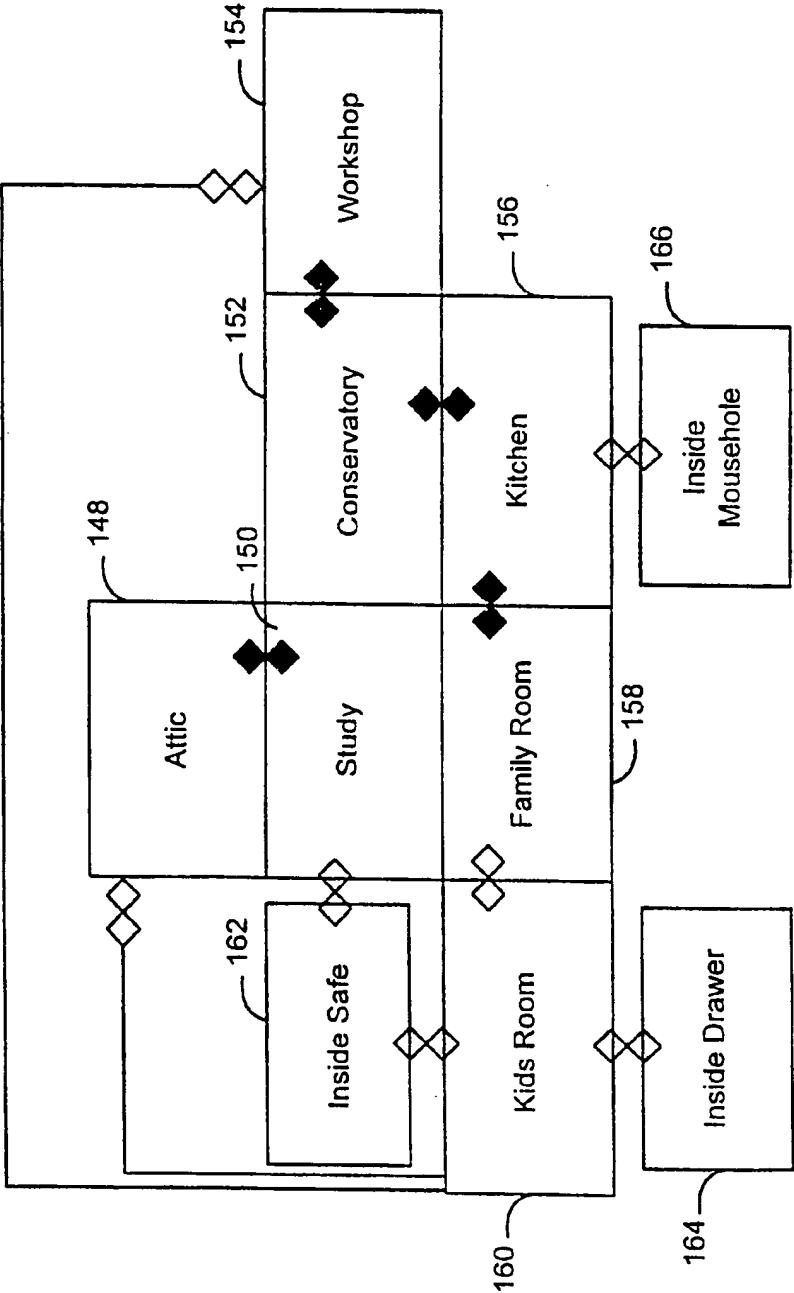 154
Workshop
152
Conservatory
156
Kitchen
166
Inside
Mousehole
148
150
Attic
Study
Family Room
158
162
Inside Safe
Kids Room
160
Inside Drawer
164